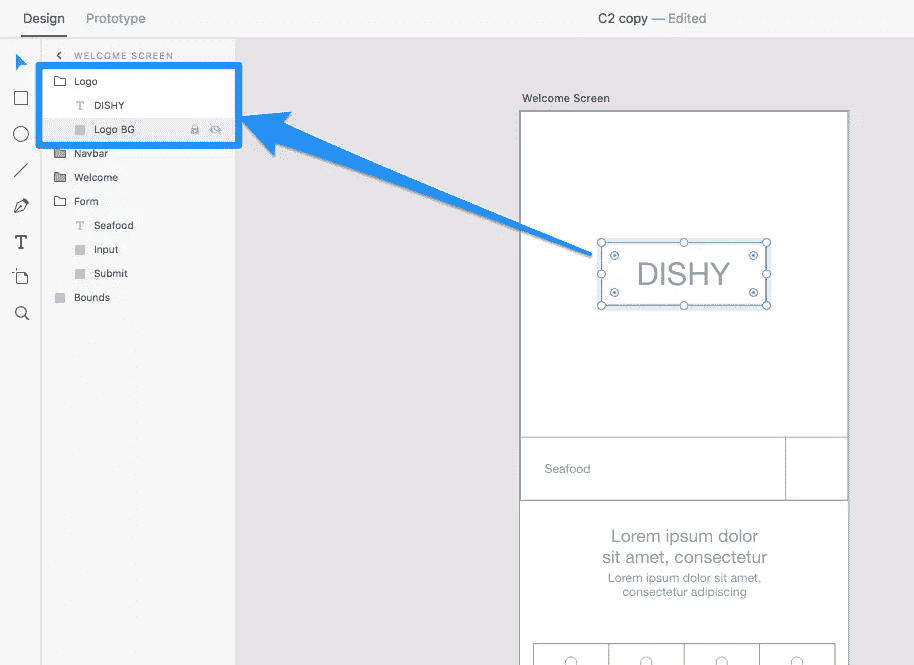 Design Prototype C2 copy — Edited
WELCOME SCREEN
Logo
DISHY
Logo BG
Navbar
Welcome
Form
Seafood
Input
Submit
Bounds
Welcome Screen
DISHY
Seafood
Lorem ipsum dolor
sit amet, consectetur
Lorem ipsum dolor sit amet,
consectetur adipiscing